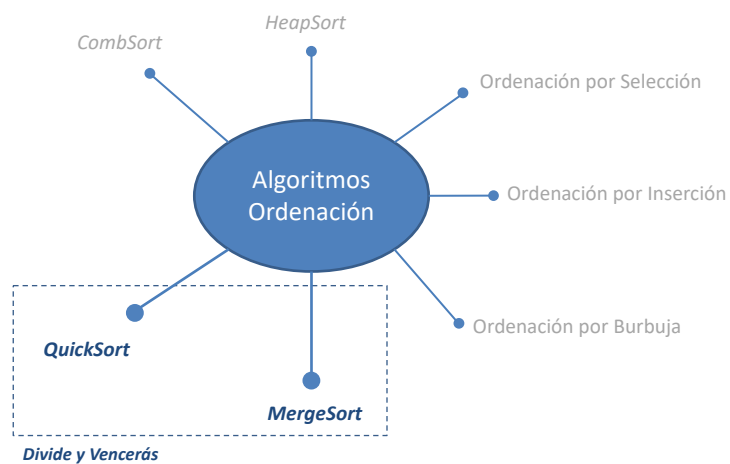 HeapSort
CombSort
Ordenación por Selección
Algoritmos
Ordenación
Ordenación por Inserción
Ordenación por Burbuja
QuickSort
MergeSort
Divide y Vencerás